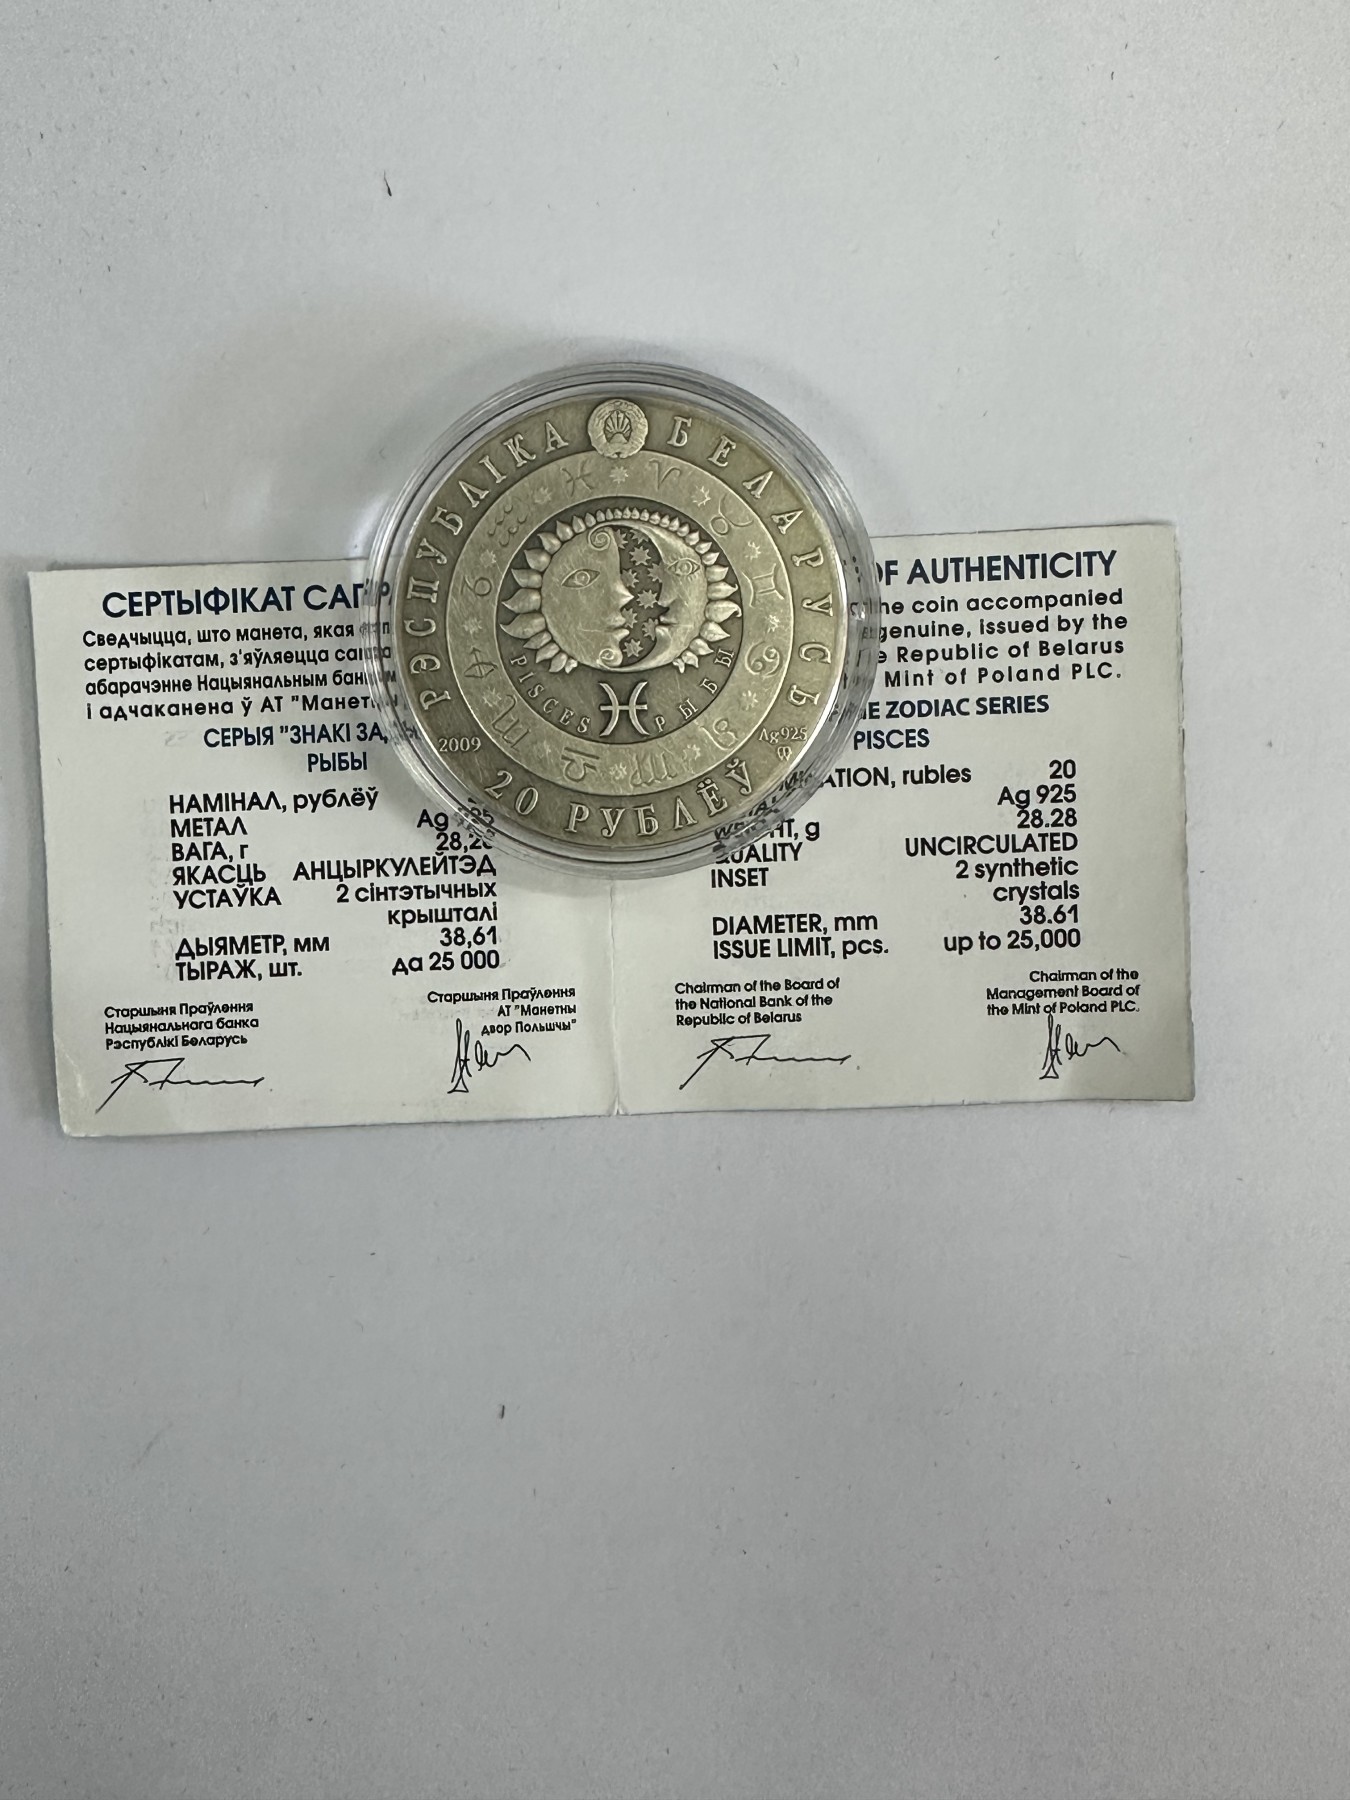 РЭСПУБЛІКА БЕЛАРУСЬ
PISCES РЫБЫ
2009
Ag925
20 РУБЛЁЎ
СЕРТЫФІКАТ
Сведчыцца, што манета, якая
сертыфікатам, з'яўляецца
абарачэнне Нацыянальным
і адчаканена ў АТ
СЕРЫЯ "ЗНАКІ
РЫБЫ
НАМІНАЛ, рублёў
МЕТАЛ Ag
ВАГА, г
ЯКАСЦЬ АНЦЫРКУЛЕЙТЭД
УСТАЎКА 2 сінтэтычных
крышталі
ДЫЯМЕТР, мм 38,61
ТЫРАЖ, шт. да 25 000
Старшыня Праўлення
Нацыянальнага банка
Рэспублікі Беларусь
Старшыня Праўлення
АТ "Манетны
двор Польшчы"
OF AUTHENTICITY
the coin accompanied
genuine, issued by the
Republic of Belarus
Mint of Poland PLC.
ZODIAC SERIES
PISCES
rubles 20
Ag 925
g 28.28
QUALITY UNCIRCULATED
INSET 2 synthetic
crystals
DIAMETER, mm 38.61
ISSUE LIMIT, pcs. up to 25,000
Chairman of the Board of
the National Bank of the
Republic of Belarus
Chairman of the
Management Board of
the Mint of Poland PLC.